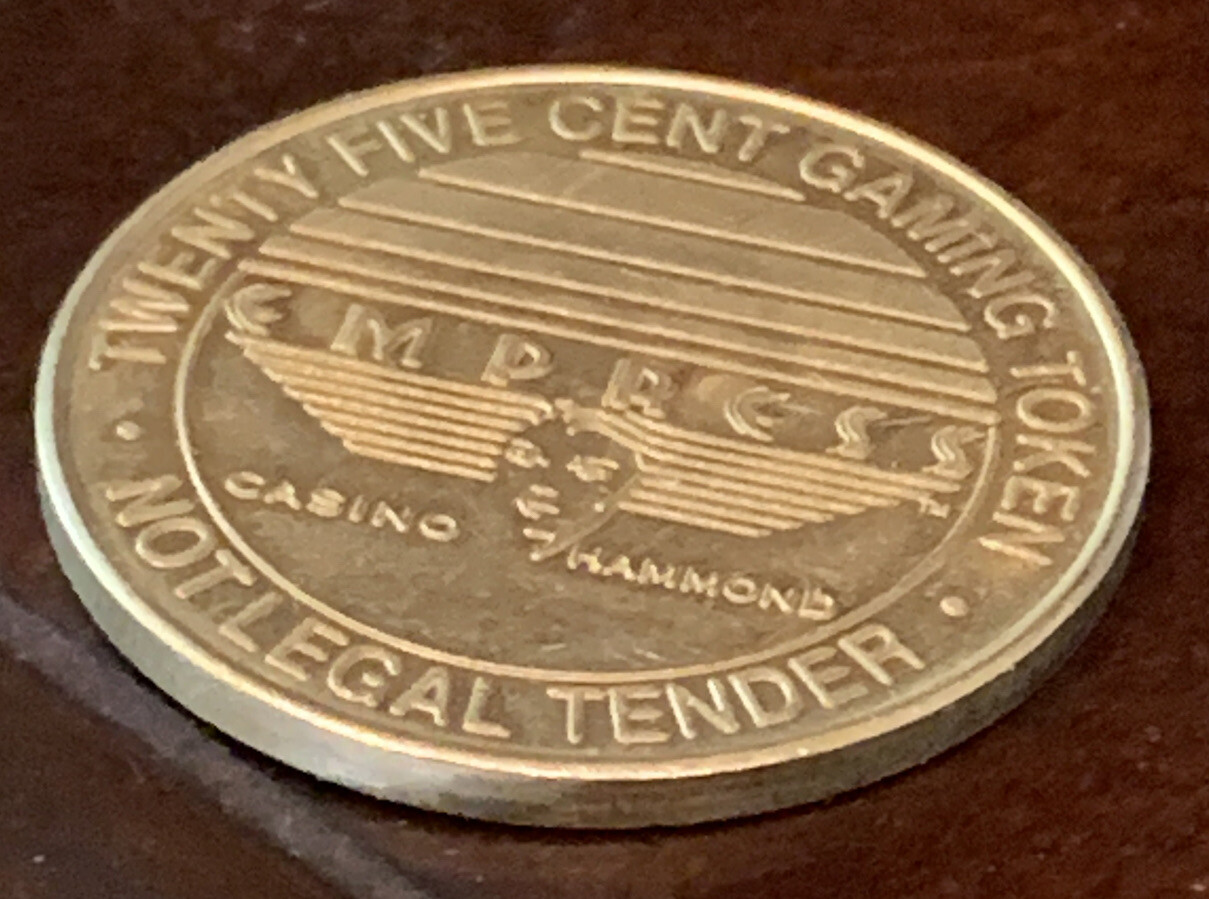 TWENTY FIVE CENT GAMING TOKEN
EMPRESS
CASINO HAMMOND
• NOT LEGAL TENDER •